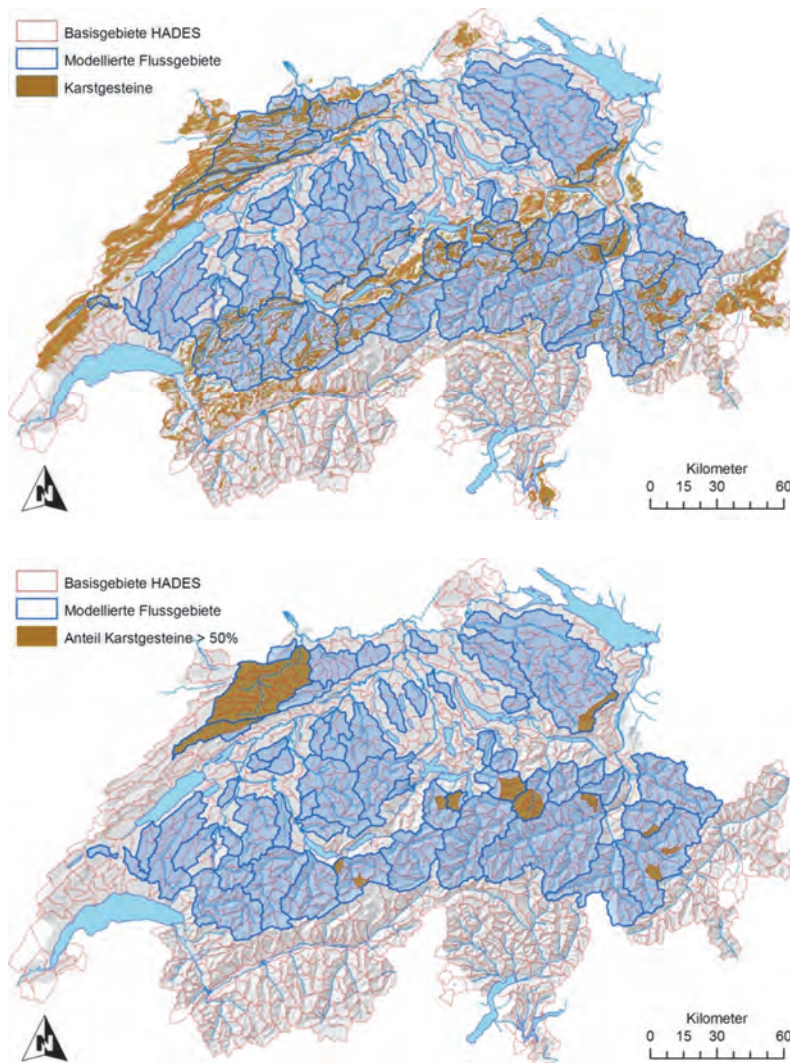 Basisgebiete HADES
Modellierte Flussgebiete
Karstgesteine
N
Kilometer
0 15 30 60
Basisgebiete HADES
Modellierte Flussgebiete
Anteil Karstgesteine > 50%
N
Kilometer
0 15 30 60